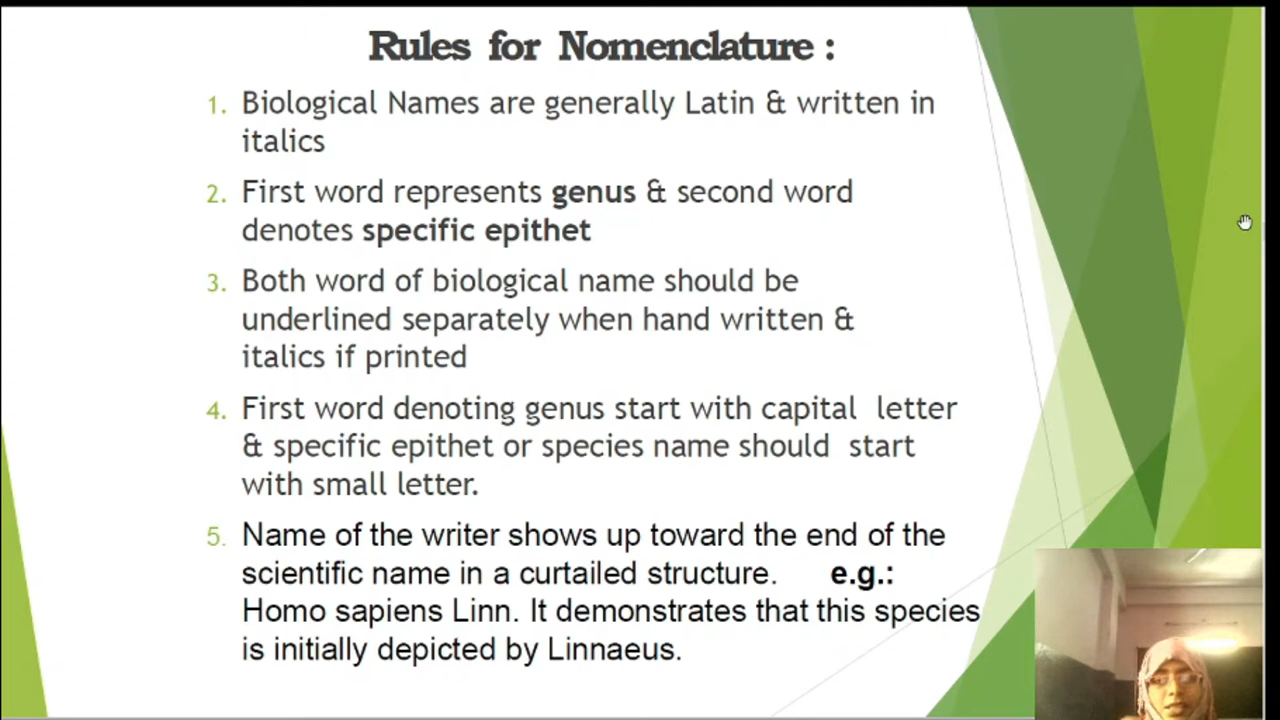 Rules for Nomenclature :
1. Biological Names are generally Latin & written in
italics
2. First word represents genus & second word
denotes specific epithet
3. Both word of biological name should be
underlined separately when hand written &
italics if printed
4. First word denoting genus start with capital letter
& specific epithet or species name should start
with small letter.
5. Name of the writer shows up toward the end of the
scientific name in a curtailed structure. e.g.:
Homo sapiens Linn. It demonstrates that this species
is initially depicted by Linnaeus.